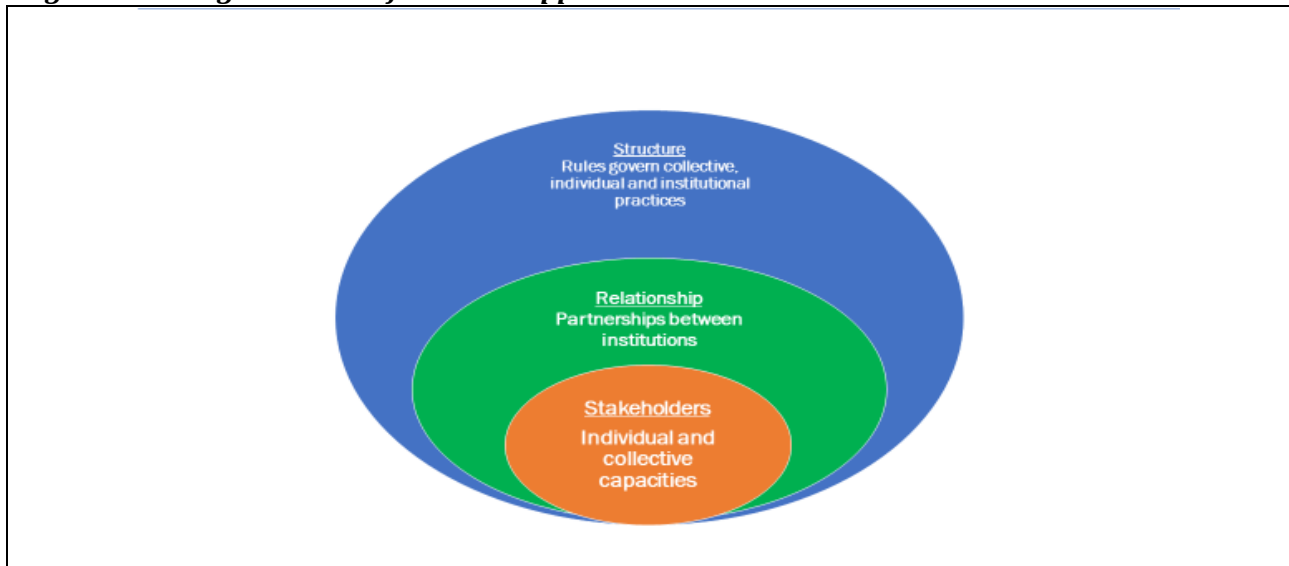 Structure
Rules govern collective,
individual and institutional
practices
Relationship
Partnerships between
institutions
Stakeholders
Individual and
collective
capacities